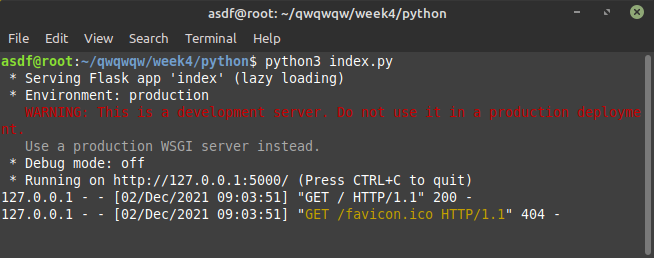 asdf@root: ~/qwqwqw/week4/python
File Edit View Search Terminal Help
asdf@root:~/qwqwqw/week4/python$ python3 index.py
 * Serving Flask app 'index' (lazy loading)
 * Environment: production
   WARNING: This is a development server. Do not use it in a production deployme
nt.
   Use a production WSGI server instead.
 * Debug mode: off
 * Running on http://127.0.0.1:5000/ (Press CTRL+C to quit)
127.0.0.1 - - [02/Dec/2021 09:03:51] "GET / HTTP/1.1" 200 -
127.0.0.1 - - [02/Dec/2021 09:03:51] "GET /favicon.ico HTTP/1.1" 404 -